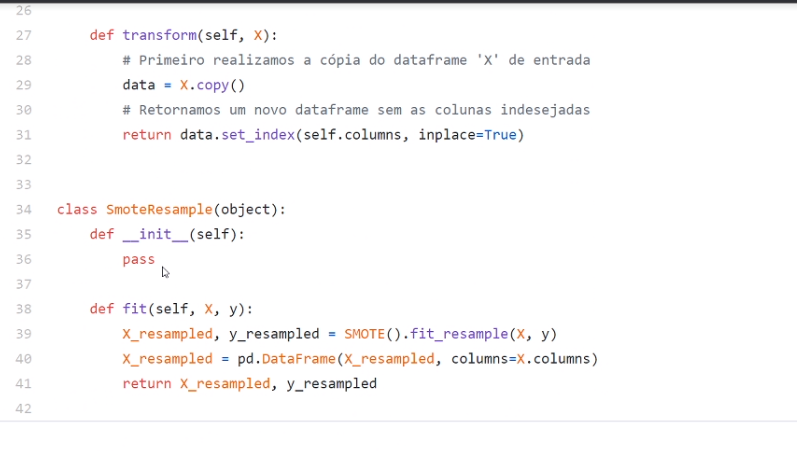 26
27 def transform(self, X):
28 # Primeiro realizamos a cópia do dataframe 'X' de entrada
29 data = X.copy()
30 # Retornamos um novo dataframe sem as colunas indesejadas
31 return data.set_index(self.columns, inplace=True)
32
33
34 class SmoteResample(object):
35 def __init__(self):
36 pass
37
38 def fit(self, X, y):
39 X_resampled, y_resampled = SMOTE().fit_resample(X, y)
40 X_resampled = pd.DataFrame(X_resampled, columns=X.columns)
41 return X_resampled, y_resampled
42